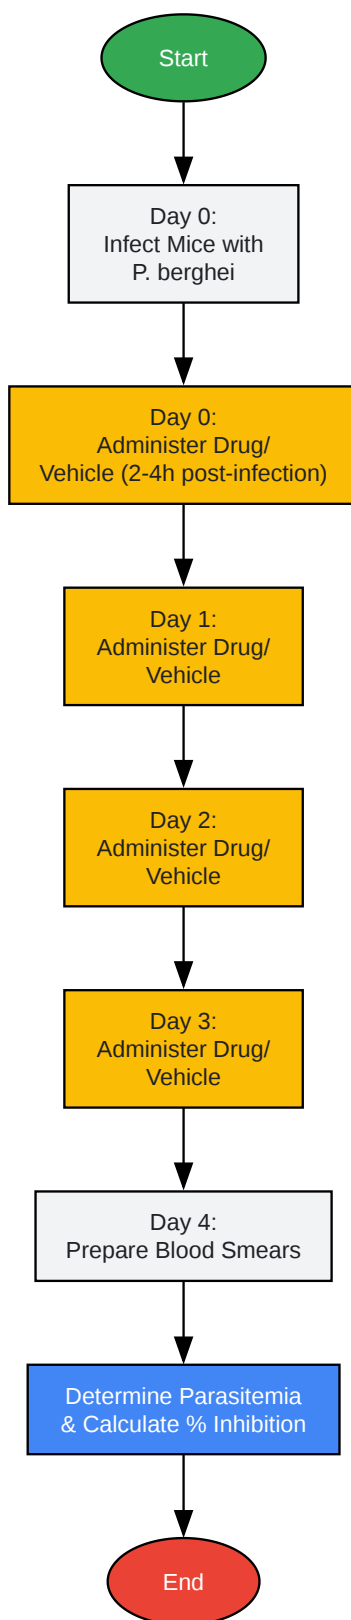 Start
Day 0:
Infect Mice with
P. berghei
Day 0:
Administer Drug/
Vehicle (2-4h post-infection)
Day 1:
Administer Drug/
Vehicle
Day 2:
Administer Drug/
Vehicle
Day 3:
Administer Drug/
Vehicle
Day 4:
Prepare Blood Smears
Determine Parasitemia
& Calculate % Inhibition
End